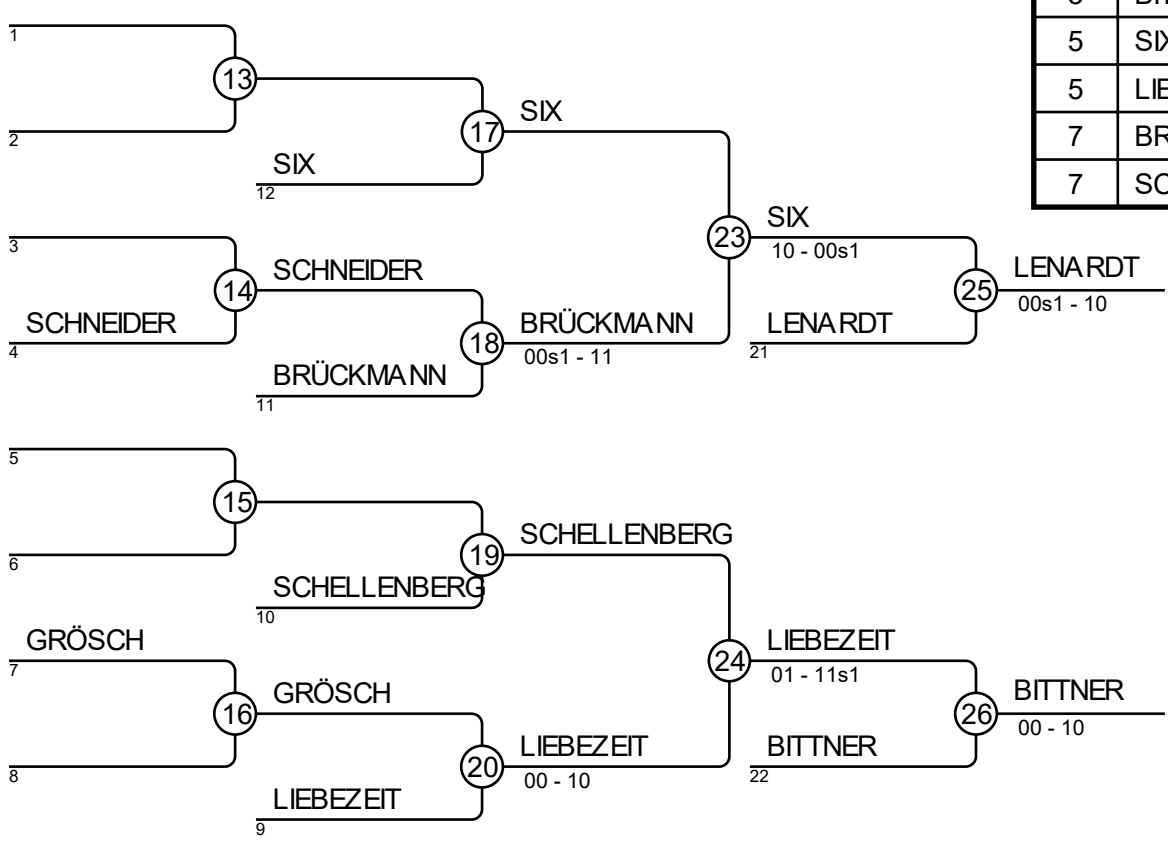 5 SIX
5 LIE
7 BR
7 SC
1
13
2
17
SIX
SIX
12
3
14
SCHNEIDER
SCHNEIDER
4
18
BRÜCKMANN
00s1 - 11
BRÜCKMANN
11
23
SIX
10 - 00s1
LENARDT
21
25
LENARDT
00s1 - 10
5
15
6
19
SCHELLENBERG
SCHELLENBERG
10
GRÖSCH
7
16
GRÖSCH
8
20
LIEBEZEIT
00 - 10
LIEBEZEIT
9
24
LIEBEZEIT
01 - 11s1
BITTNER
22
26
BITTNER
00 - 10